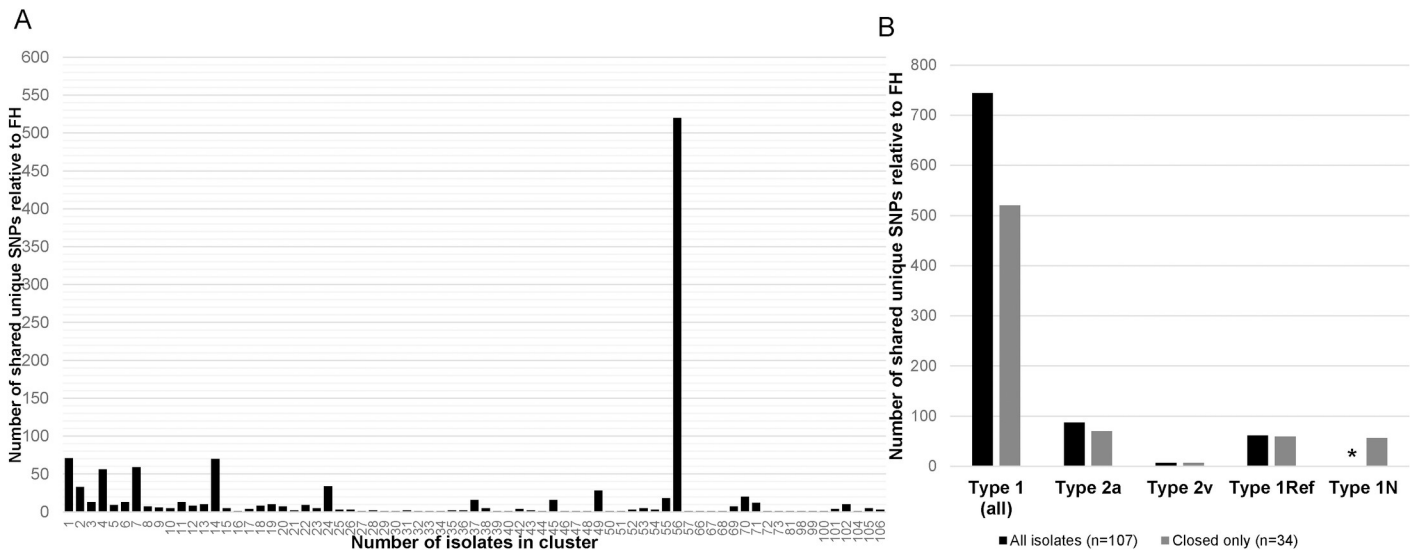 A
Number of shared unique SNPs relative to FH
600
550
500
450
400
350
300
250
200
150
100
50
0
1 2 3 4 5 6 7 8 9 10 11 12 13 14 15 16 17 18 19 20 21 22 23 24 25 26 27 28 29 30 31 32 33 34 35 36 37 38 39 40 42 43 44 45 46 47 48 49 50 51 52 53 54 55 56 65 66 67 68 69 70 71 72 73 81 98 99 100 101 102 104 105 106
Number of isolates in cluster
B
Number of shared unique SNPs relative to FH
800
700
600
500
400
300
200
100
0
*
Type 1 Type 2a Type 2v Type 1Ref Type 1N
(all)
All isolates (n=107) Closed only (n=34)